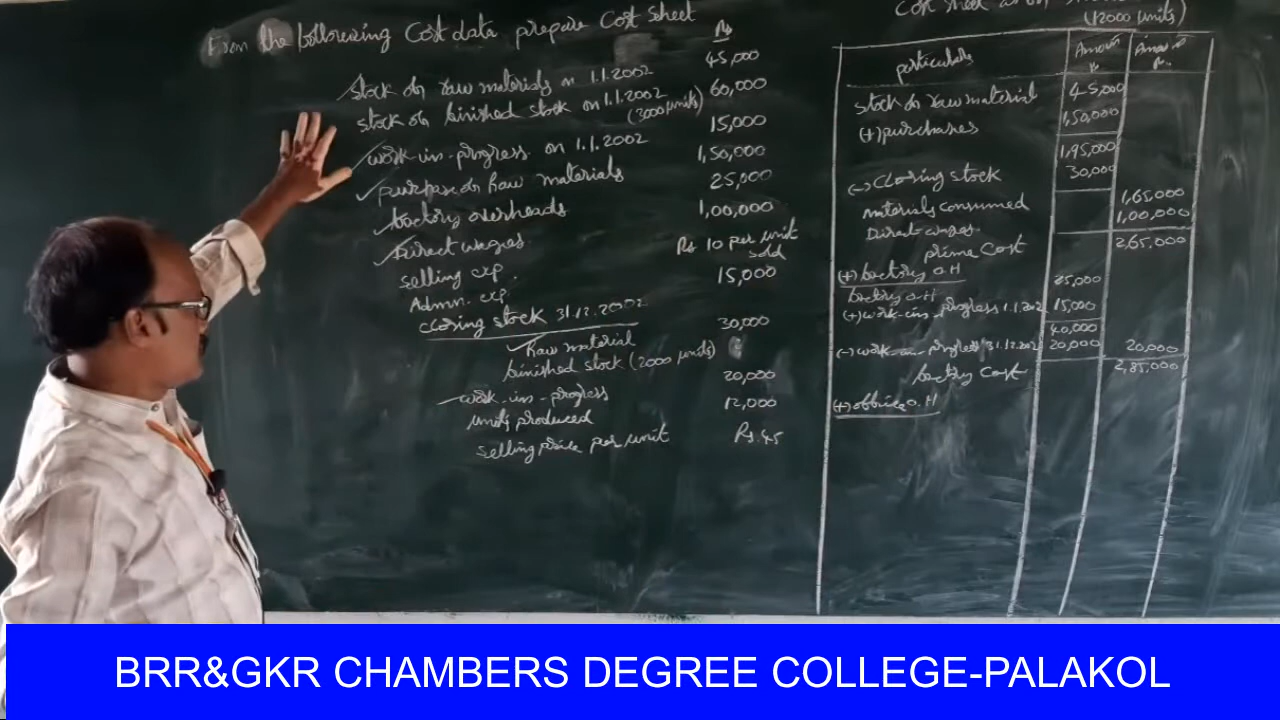 From the following Cost data prepare Cost sheet
Rs
stock of raw materials on 1.1.2002 45,000
stock of finished stock on 1.1.2002 60,000
(3000 units)
work-in-progress on 1.1.2002 15,000
purchase of Raw materials 1,50,000
factory overheads 25,000
Direct wages 1,00,000
selling exp. Rs 10 per unit sold
Admn. exp. 15,000
closing stock 31.12.2002
Raw material 30,000
finished stock (2000 units)
work-in-progress 20,000
units produced 12,000
selling price per unit Rs.45
Cost sheet
(12000 units)
particulars Amount Rs. Amount Rs.
stock of raw material 45,000
(+) purchases 1,50,000
1,95,000
(-) Closing stock 30,000
materials consumed 1,65,000
Direct wages. 1,00,000
prime Cost 2,65,000
(+) factory O.H
factory O.H 25,000
(+) work-in-progress 1.1.202 15,000
40,000
(-) work-in-progress 31.12.202 20,000 20,000
factory Cost 2,85,000
(+) office O.H
BRR&GKR CHAMBERS DEGREE COLLEGE-PALAKOL